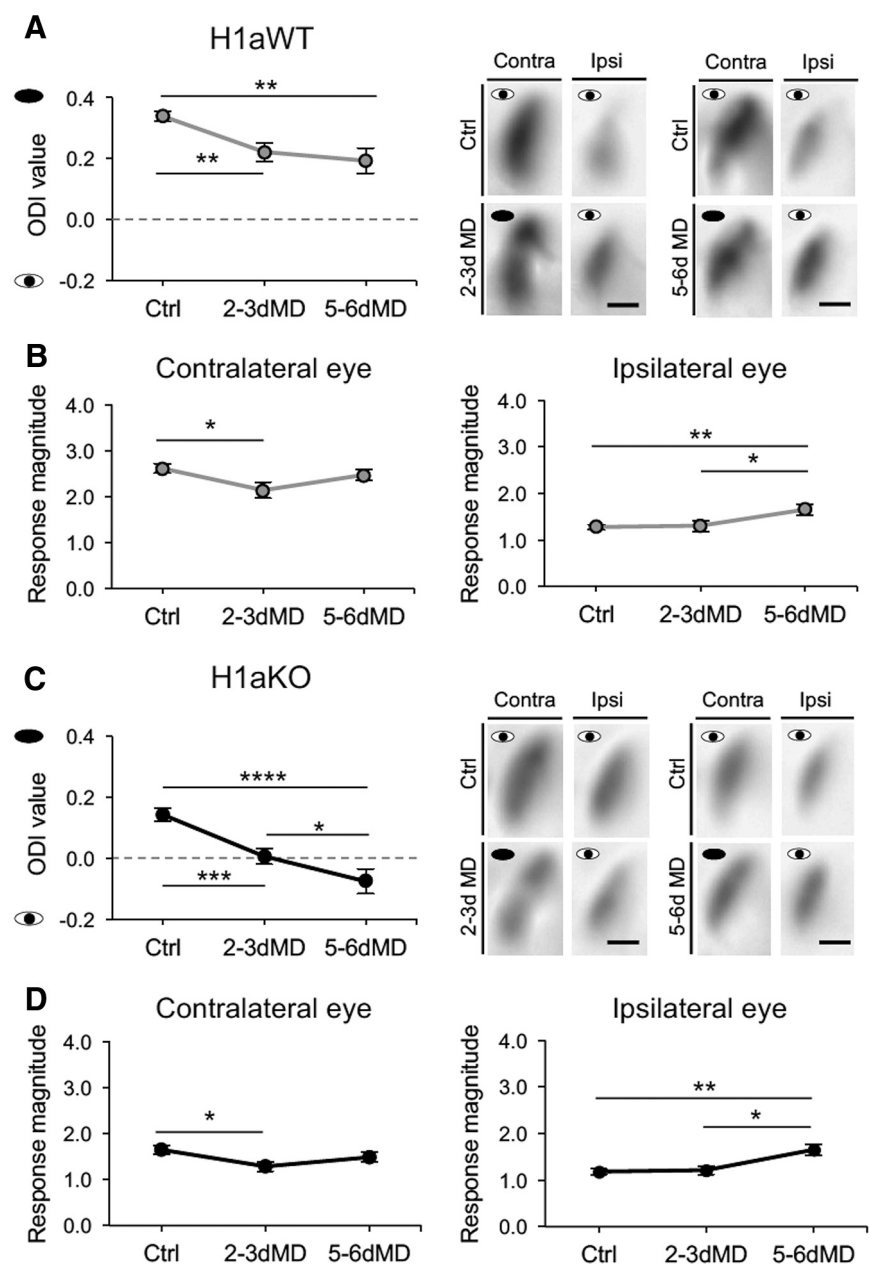 A
H1aWT
Contra Ipsi Contra Ipsi
0.4
0.2
0.0
-0.2
ODI value
**
**
Ctrl 2-3dMD 5-6dMD
Ctrl
2-3d MD
Ctrl
5-6d MD
B
Contralateral eye
Response magnitude
4.0
3.0
2.0
1.0
0.0
*
Ctrl 2-3dMD 5-6dMD
Ipsilateral eye
Response magnitude
4.0
3.0
2.0
1.0
0.0
**
*
Ctrl 2-3dMD 5-6dMD
C
H1aKO
Contra Ipsi Contra Ipsi
0.4
0.2
0.0
-0.2
ODI value
****
*
***
Ctrl 2-3dMD 5-6dMD
Ctrl
2-3d MD
Ctrl
5-6d MD
D
Contralateral eye
Response magnitude
4.0
3.0
2.0
1.0
0.0
*
Ctrl 2-3dMD 5-6dMD
Ipsilateral eye
Response magnitude
4.0
3.0
2.0
1.0
0.0
**
*
Ctrl 2-3dMD 5-6dMD